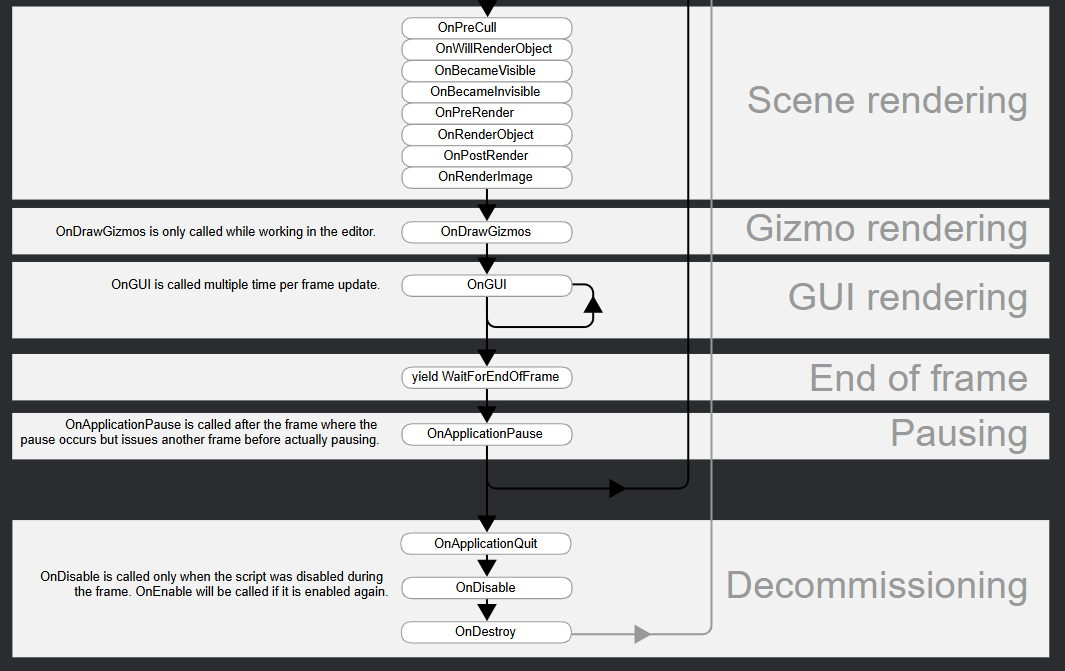 OnPreCull
OnWillRenderObject
OnBecameVisible
OnBecameInvisible
OnPreRender
OnRenderObject
OnPostRender
OnRenderImage
Scene rendering
OnDrawGizmos is only called while working in the editor.
OnDrawGizmos
Gizmo rendering
OnGUI is called multiple time per frame update.
OnGUI
GUI rendering
yield WaitForEndOfFrame
End of frame
OnApplicationPause is called after the frame where the
pause occurs but issues another frame before actually pausing.
OnApplicationPause
Pausing
OnApplicationQuit
OnDisable is called only when the script was disabled during
the frame. OnEnable will be called if it is enabled again.
OnDisable
OnDestroy
Decommissioning